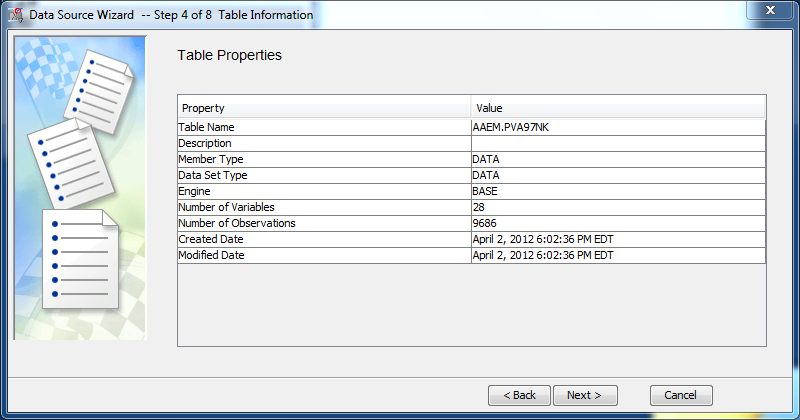 Data Source Wizard -- Step 4 of 8 Table Information
Table Properties
Property Value
Table Name AAEM.PVA97NK
Description
Member Type DATA
Data Set Type DATA
Engine BASE
Number of Variables 28
Number of Observations 9686
Created Date April 2, 2012 6:02:36 PM EDT
Modified Date April 2, 2012 6:02:36 PM EDT
< Back Next > Cancel